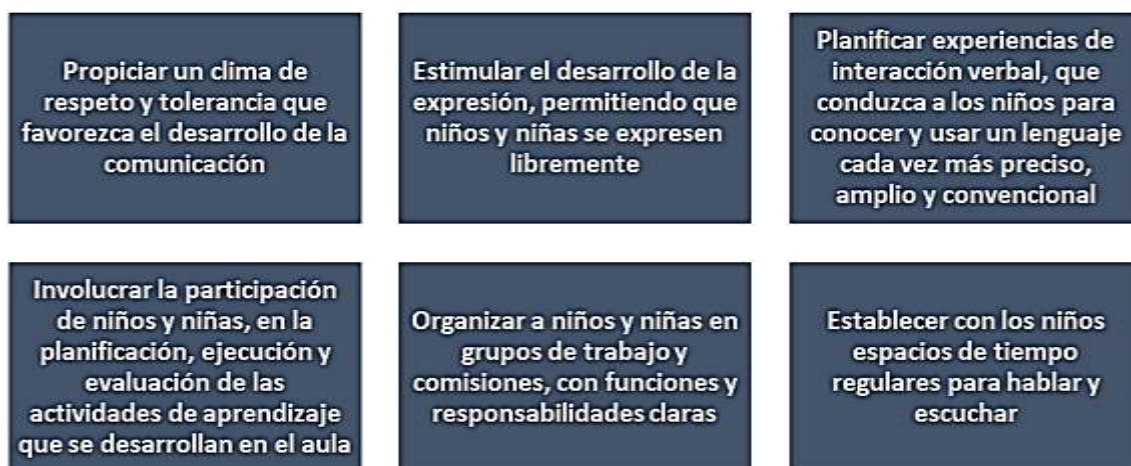 Propiciar un clima de
respeto y tolerancia que
favorezca el desarrollo de la
comunicación
Estimular el desarrollo de la
expresión, permitiendo que
niños y niñas se expresen
libremente
Planificar experiencias de
interacción verbal, que
conduzca a los niños para
conocer y usar un lenguaje
cada vez más preciso,
amplio y convencional
Involucrar la participación
de niños y niñas, en la
planificación, ejecución y
evaluación de las
actividades de aprendizaje
que se desarrollan en el aula
Organizar a niños y niñas en
grupos de trabajo y
comisiones, con funciones y
responsabilidades claras
Establecer con los niños
espacios de tiempo
regulares para hablar y
escuchar